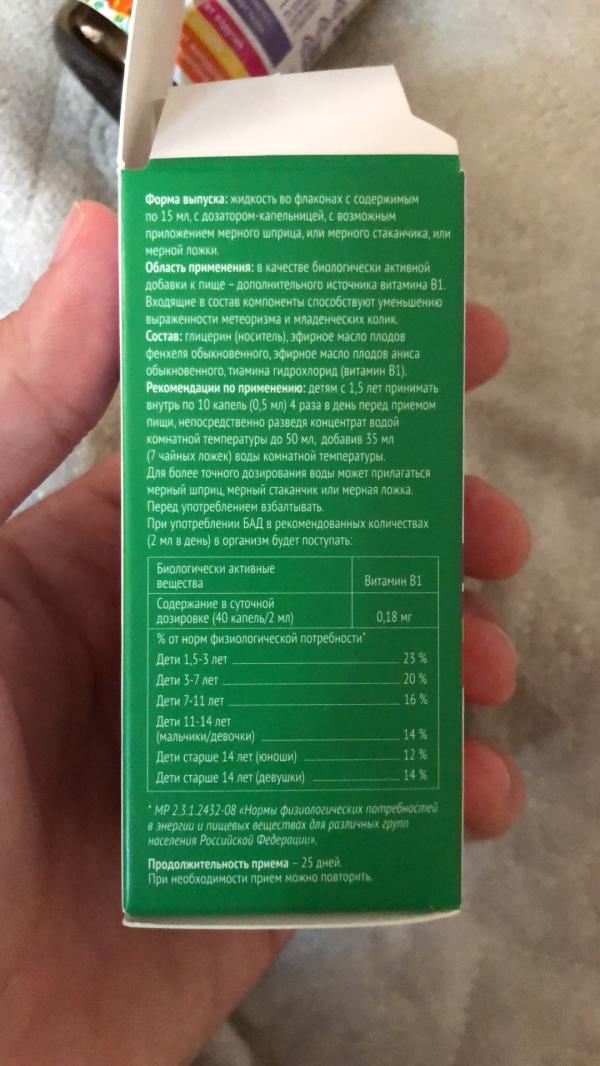 Форма выпуска: жидкость во флаконах с содержимым
по 15 мл, с дозатором-капельницей, с возможным
приложением мерного шприца, или мерного стаканчика, или
мерной ложки.
Область применения: в качестве биологически активной
добавки к пище – дополнительного источника витамина В1.
Входящие в состав компоненты способствуют уменьшению
выраженности метеоризма и младенческих колик.
Состав: глицерин (носитель), эфирное масло плодов
фенхеля обыкновенного, эфирное масло плодов аниса
обыкновенного, тиамина гидрохлорид (витамин В1).
Рекомендации по применению: детям с 1,5 лет принимать
внутрь по 10 капель (0,5 мл) 4 раза в день перед приемом
пищи, непосредственно разведя концентрат водой
комнатной температуры до 50 мл, добавив 35 мл
(7 чайных ложек) воды комнатной температуры.
Для более точного дозирования воды может прилагаться
мерный шприц, мерный стаканчик или мерная ложка.
Перед употреблением взбалтывать.
При употреблении БАД в рекомендованных количествах
(2 мл в день) в организм будет поступать:
Биологически активные
вещества
Витамин В1
Содержание в суточной
дозировке (40 капель/2 мл)
0,18 мг
% от норм физиологической потребности*
Дети 1,5-3 лет 23 %
Дети 3-7 лет 20 %
Дети 7-11 лет 16 %
Дети 11-14 лет
(мальчики/девочки) 14 %
Дети старше 14 лет (юноши) 12 %
Дети старше 14 лет (девушки) 14 %
* МР 2.3.1.2432-08 «Нормы физиологических потребностей
в энергии и пищевых веществах для различных групп
населения Российской Федерации».
Продолжительность приема – 25 дней.
При необходимости прием можно повторить.